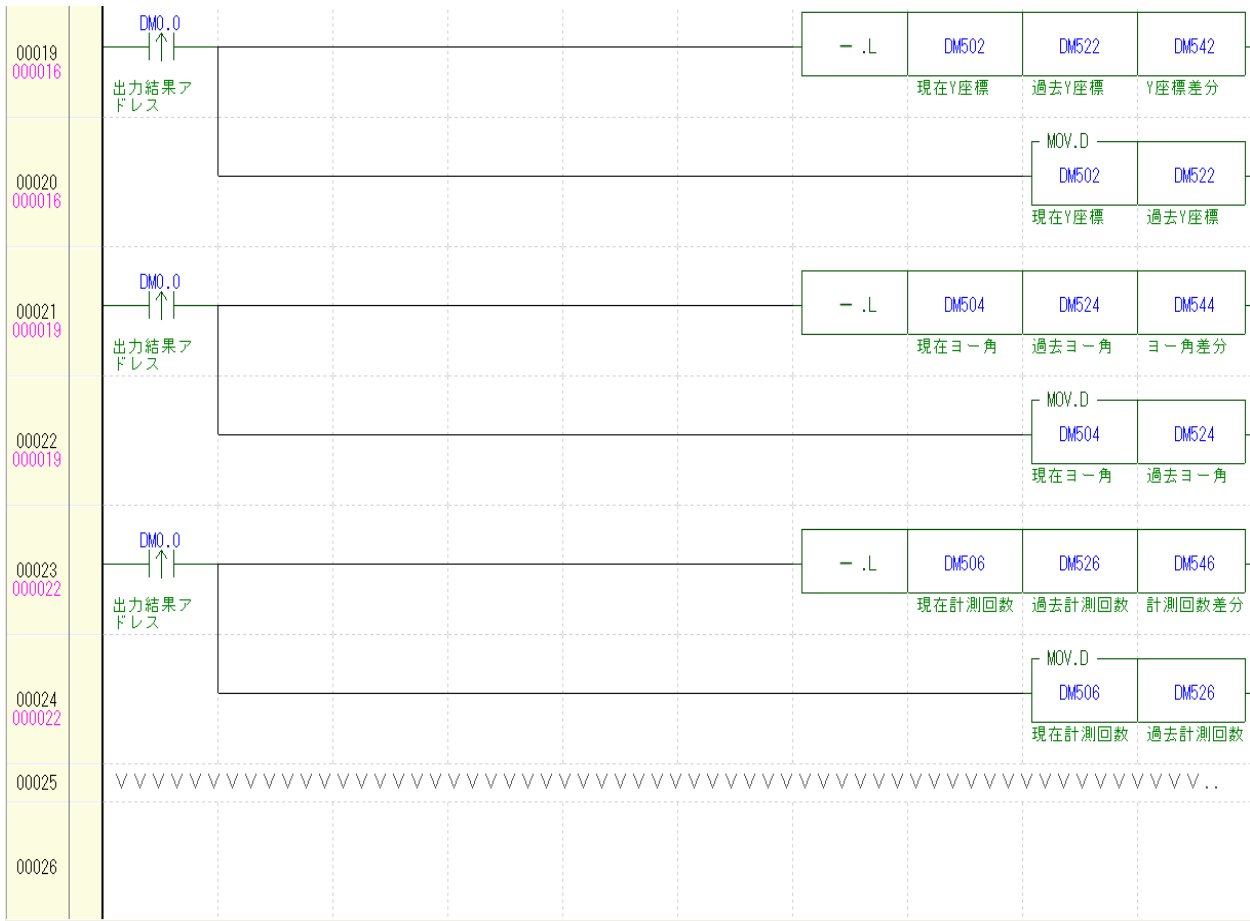 00019
000016
DM0.0
出力結果ア
ドレス
- .L DM502 DM522 DM542
現在Y座標 過去Y座標 Y座標差分
00020
000016
MOV.D
DM502 DM522
現在Y座標 過去Y座標
00021
000019
DM0.0
出力結果ア
ドレス
- .L DM504 DM524 DM544
現在ヨー角 過去ヨー角 ヨー角差分
00022
000019
MOV.D
DM504 DM524
現在ヨー角 過去ヨー角
00023
000022
DM0.0
出力結果ア
ドレス
- .L DM506 DM526 DM546
現在計測回数 過去計測回数 計測回数差分
00024
000022
MOV.D
DM506 DM526
現在計測回数 過去計測回数
00025
00026